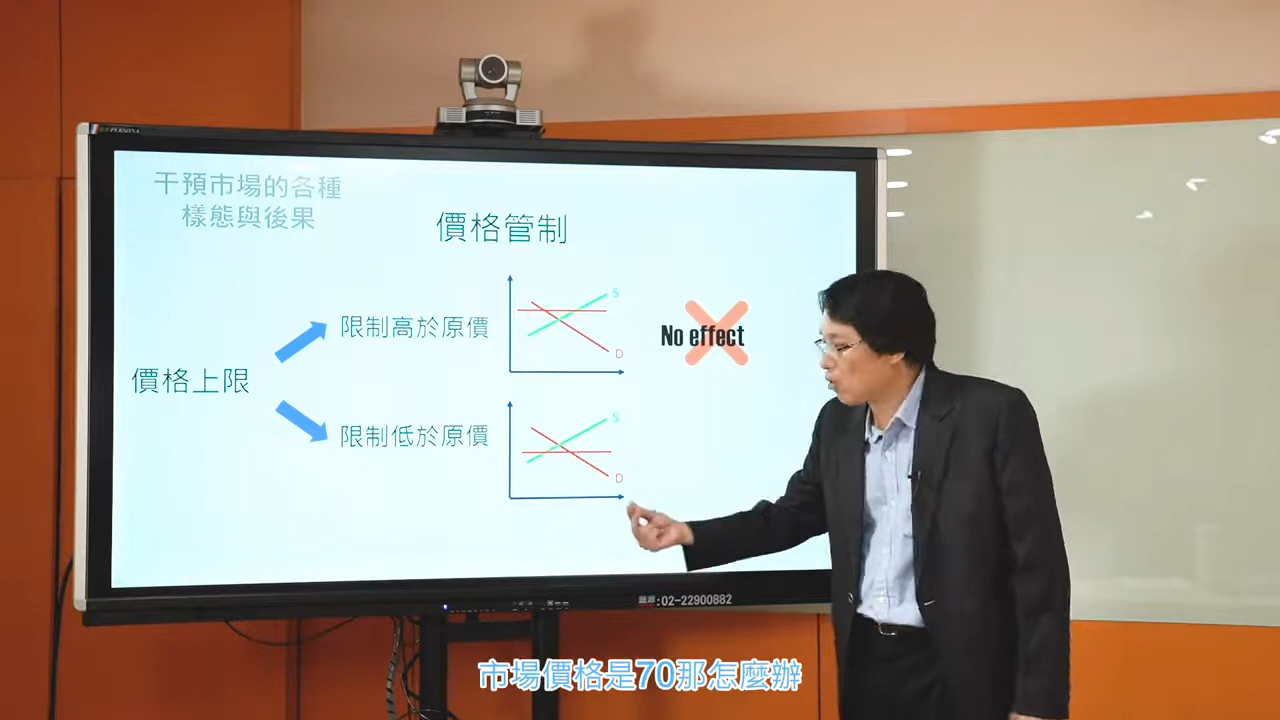 PERSONA
干預市場的各種
樣態與後果
價格管制
價格上限
限制高於原價
S
D
No effect
限制低於原價
S
D
:02-22900882
市場價格是70那怎麼辦